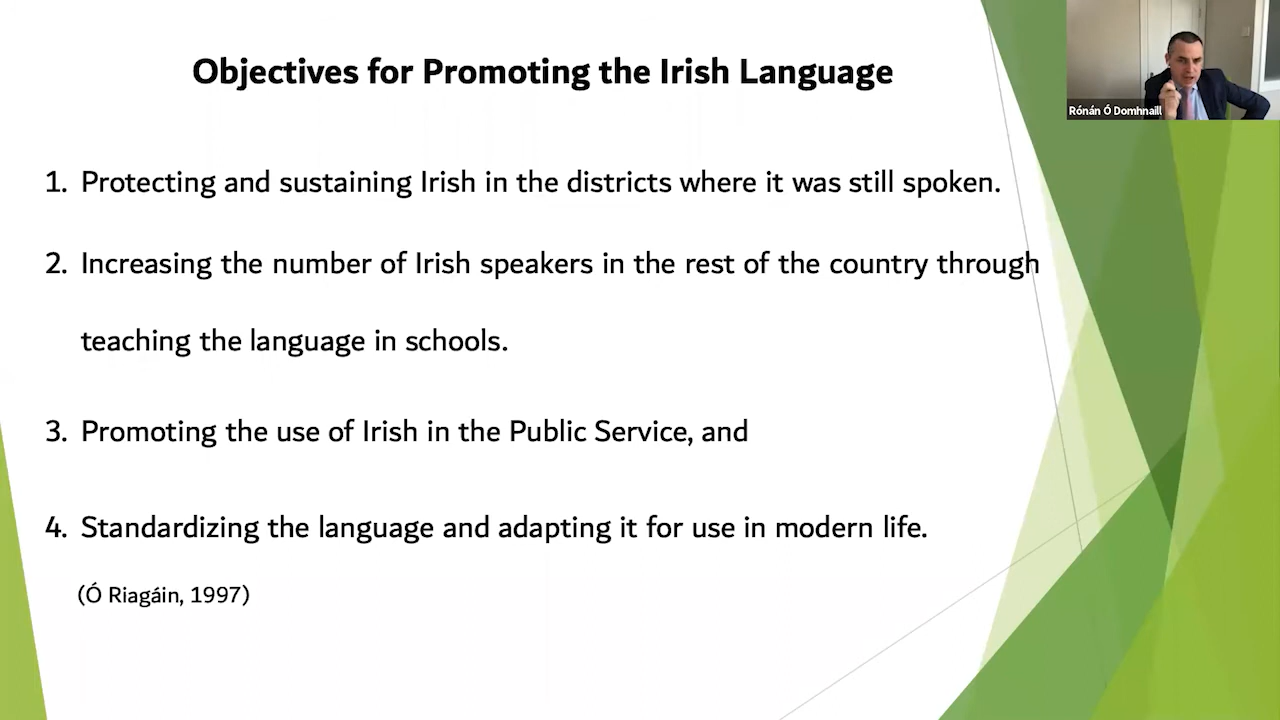 Objectives for Promoting the Irish Language
Rónán Ó Domhnaill
1. Protecting and sustaining Irish in the districts where it was still spoken.
2. Increasing the number of Irish speakers in the rest of the country through
teaching the language in schools.
3. Promoting the use of Irish in the Public Service, and
4. Standardizing the language and adapting it for use in modern life.
(Ó Riagáin, 1997)